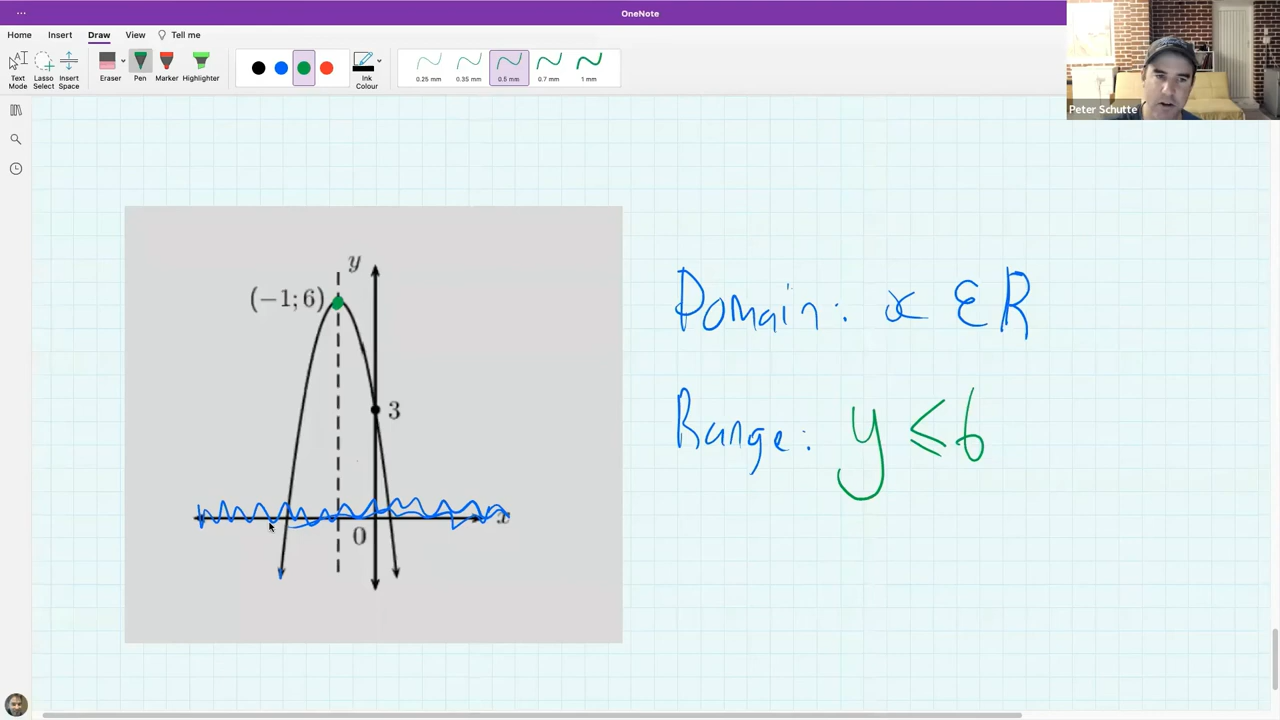 OneNote
Home Insert Draw View Tell me
Text Mode
Lasso Select
Insert Space
Eraser
Pen
Marker
Highlighter
Colour
0.25 mm
0.35 mm
0.5 mm
0.7 mm
1 mm
Peter Schutte
y
(−1; 6)
3
0
x
Domain: x ∈ R
Range: y ≤ 6